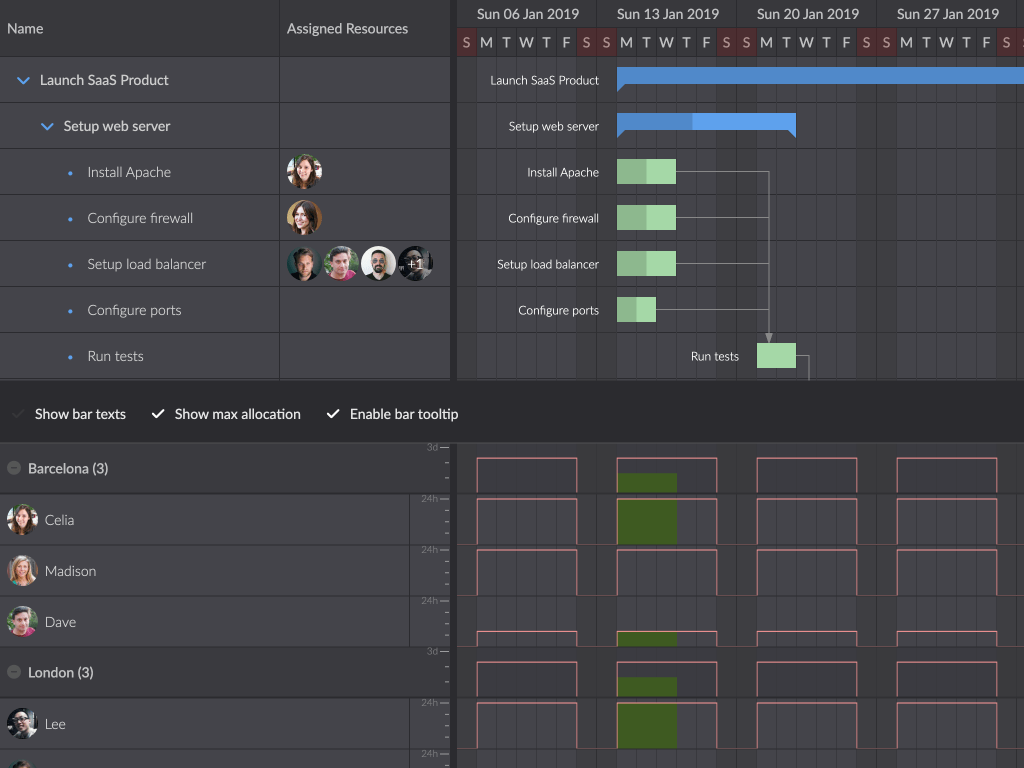 Name
Assigned Resources
Sun 06 Jan 2019 Sun 13 Jan 2019 Sun 20 Jan 2019 Sun 27 Jan 2019
S M T W T F S S M T W T F S S M T W T F S S M T W T F S S
Launch SaaS Product
Launch SaaS Product
Setup web server
Setup web server
Install Apache
Install Apache
Configure firewall
Configure firewall
Setup load balancer
+1
Setup load balancer
Configure ports
Configure ports
Run tests
Run tests
Show bar texts
Show max allocation
Enable bar tooltip
3d
Barcelona (3)
24h
Celia
24h
Madison
24h
Dave
3d
London (3)
24h
Lee
24h